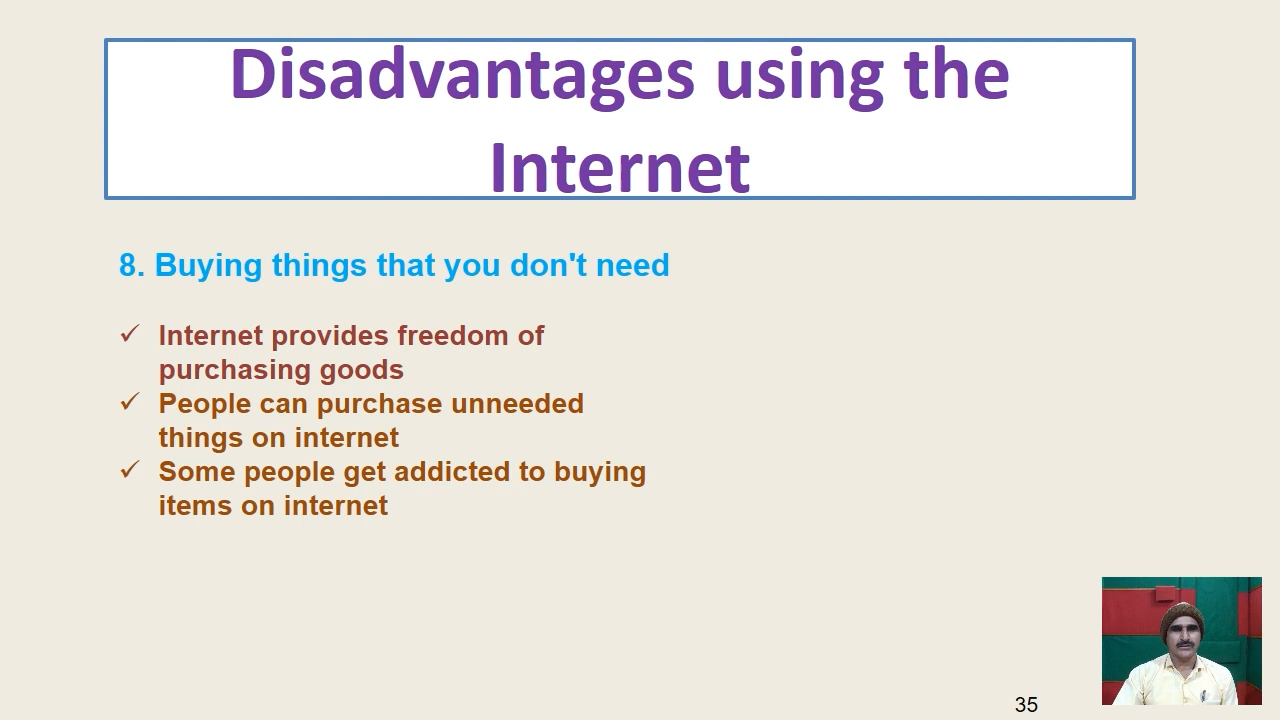 Disadvantages using the
Internet
8. Buying things that you don't need
✓ Internet provides freedom of
purchasing goods
✓ People can purchase unneeded
things on internet
✓ Some people get addicted to buying
items on internet
35